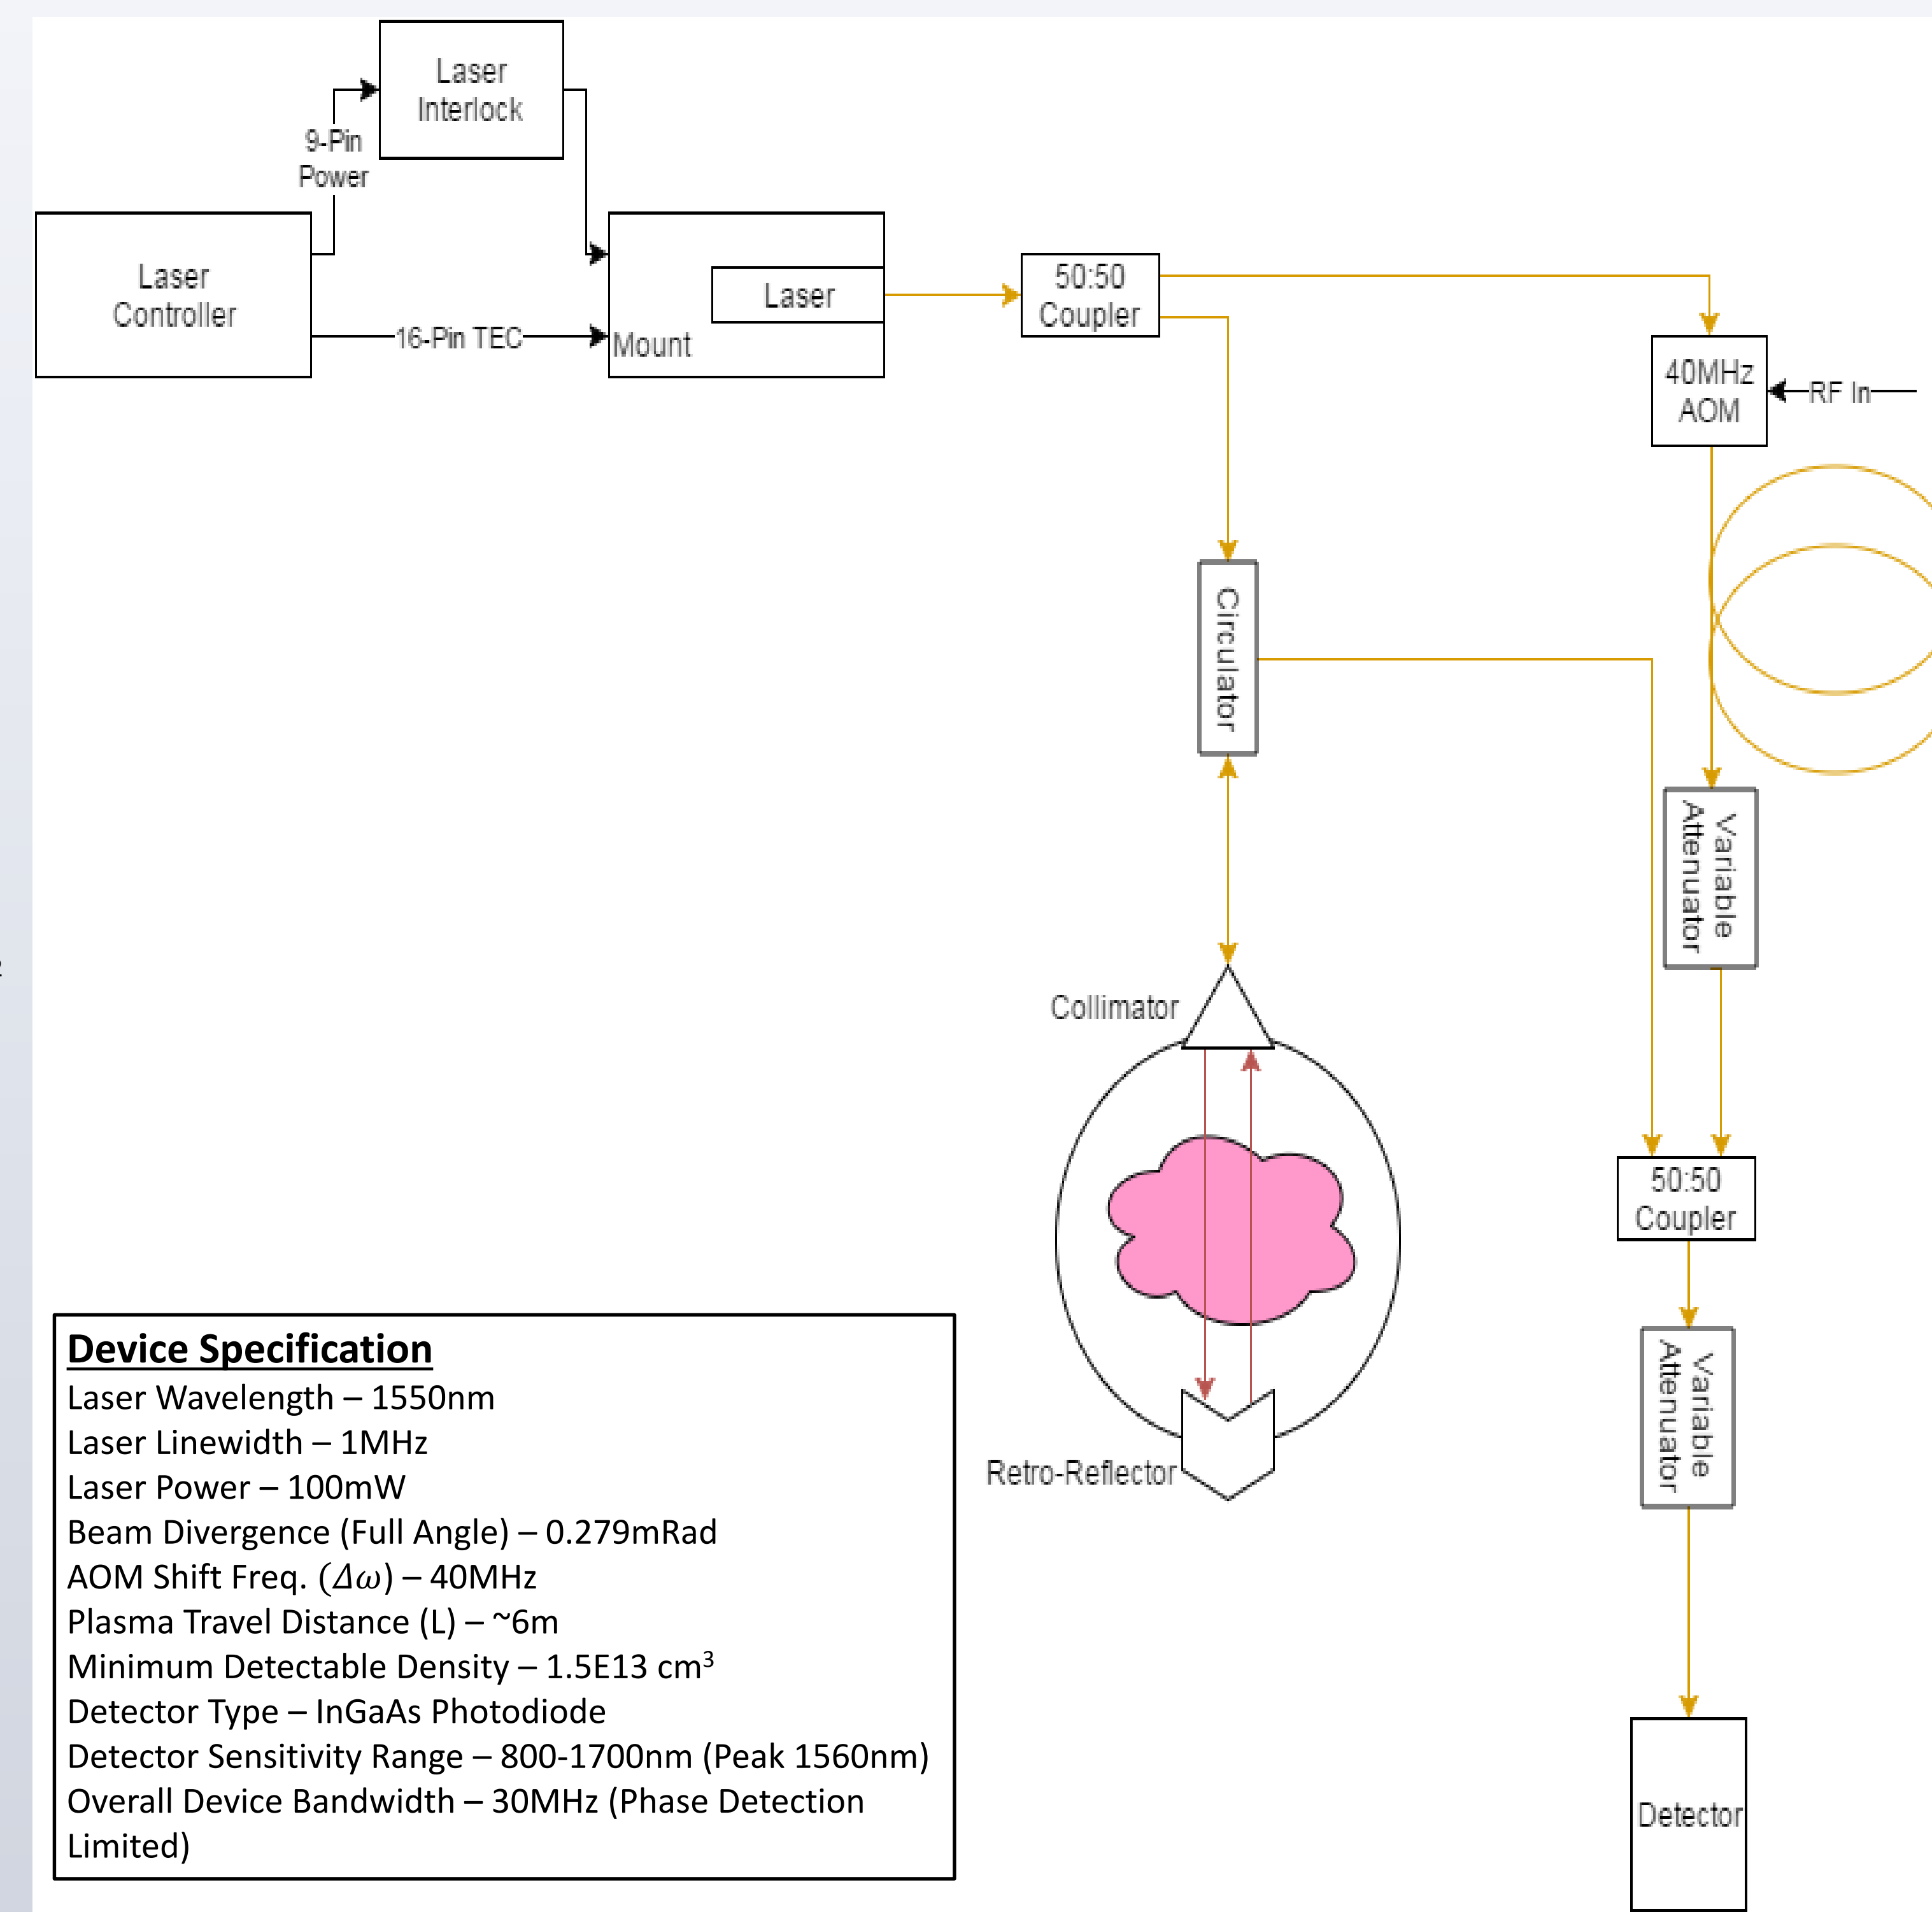 Laser
Interlock
9-Pin
Power
Laser
Controller
16-Pin TEC
Mount
Laser
50:50
Coupler
40MHz
AOM
RF In
Circulator
Variable
Attenuator
2
Collimator
50:50
Coupler
Retro-Reflector
Variable
Attenuator
Detector
Device Specification
Laser Wavelength – 1550nm
Laser Linewidth – 1MHz
Laser Power – 100mW
Beam Divergence (Full Angle) – 0.279mRad
AOM Shift Freq. (Δω) – 40MHz
Plasma Travel Distance (L) – ~6m
Minimum Detectable Density – 1.5E13 cm³
Detector Type – InGaAs Photodiode
Detector Sensitivity Range – 800-1700nm (Peak 1560nm)
Overall Device Bandwidth – 30MHz (Phase Detection
Limited)